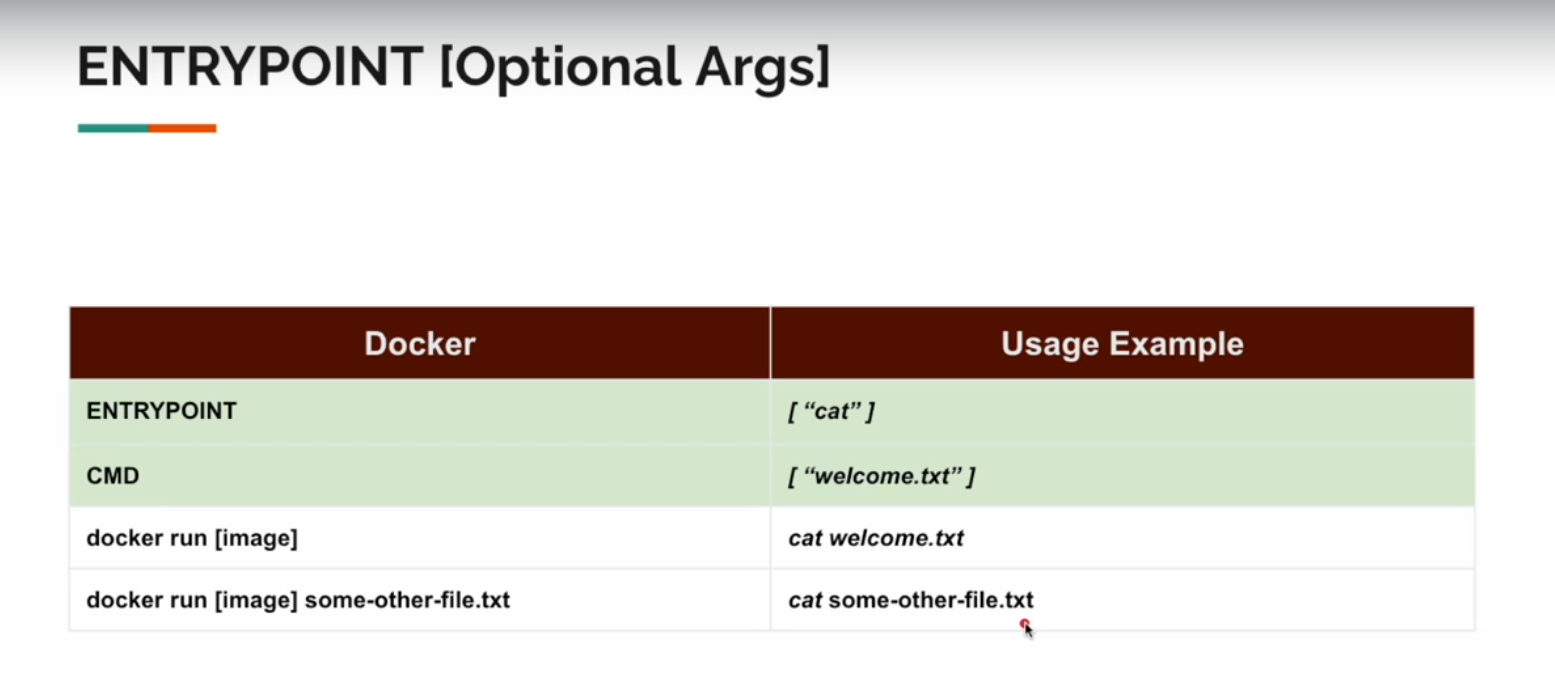 ENTRYPOINT [Optional Args]
Docker Usage Example
ENTRYPOINT [ “cat” ]
CMD [ “welcome.txt” ]
docker run [image] cat welcome.txt
docker run [image] some-other-file.txt cat some-other-file.txt